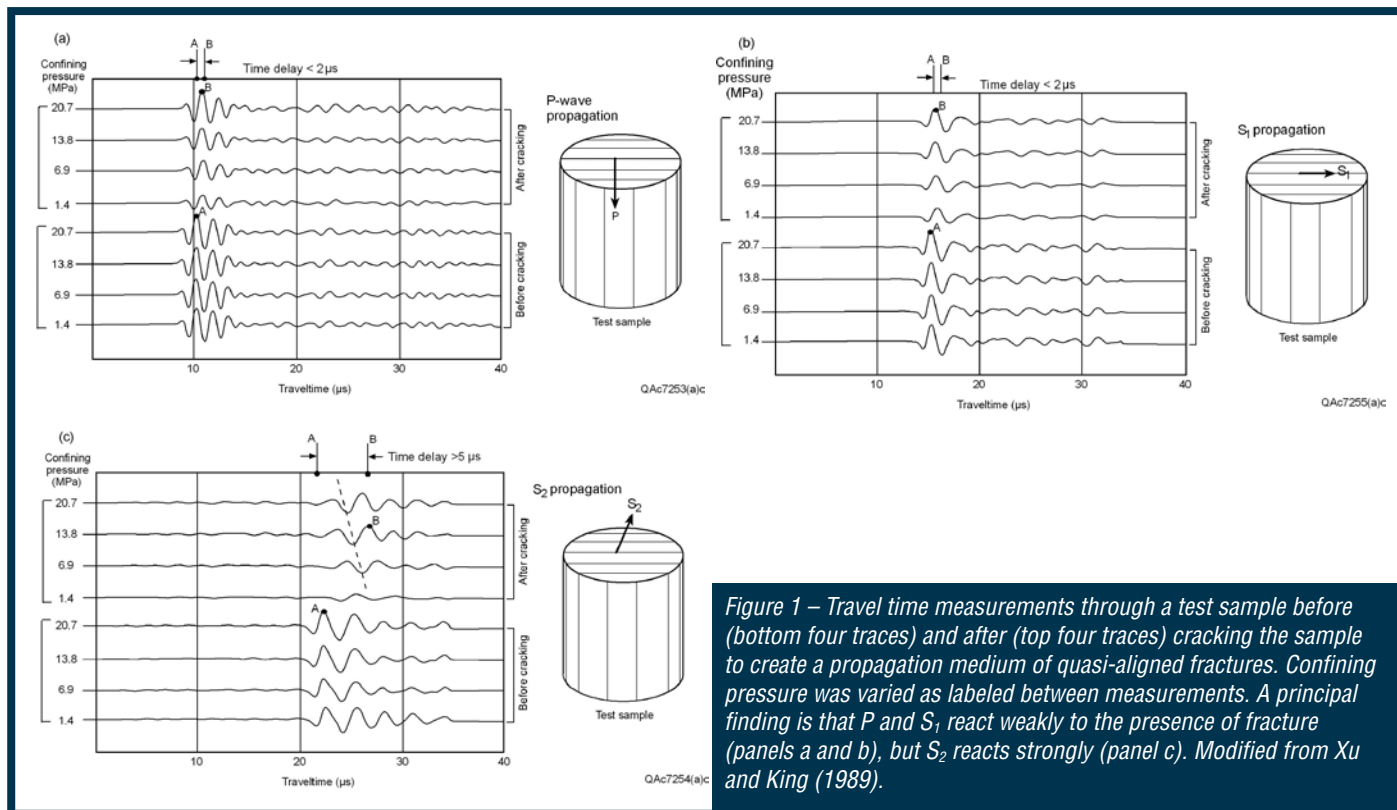 (a)
A B
Time delay < 2µs
Confining
pressure
(MPa)
B
20.7
13.8
6.9
1.4
After cracking
A
20.7
13.8
6.9
1.4
Before cracking
10 20 30 40
Traveltime (µs)
P-wave
propagation
P
Test sample
QAc7253(a)c
(b)
A B
Time delay < 2µs
Confining
pressure
(MPa)
B
20.7
13.8
6.9
1.4
After cracking
A
20.7
13.8
6.9
1.4
Before cracking
10 20 30 40
Traveltime (µs)
S₁ propagation
S₁
Test sample
QAc7255(a)c
(c)
A B
Time delay >5 µs
Confining
pressure
(MPa)
20.7
B
13.8
6.9
1.4
After cracking
A
20.7
13.8
6.9
1.4
Before cracking
10 20 30 40
Traveltime (µs)
S₂ propagation
S₂
Test sample
QAc7254(a)c
Figure 1 – Travel time measurements through a test sample before
(bottom four traces) and after (top four traces) cracking the sample
to create a propagation medium of quasi-aligned fractures. Confining
pressure was varied as labeled between measurements. A principal
finding is that P and S₁ react weakly to the presence of fracture
(panels a and b), but S₂ reacts strongly (panel c). Modified from Xu
and King (1989).